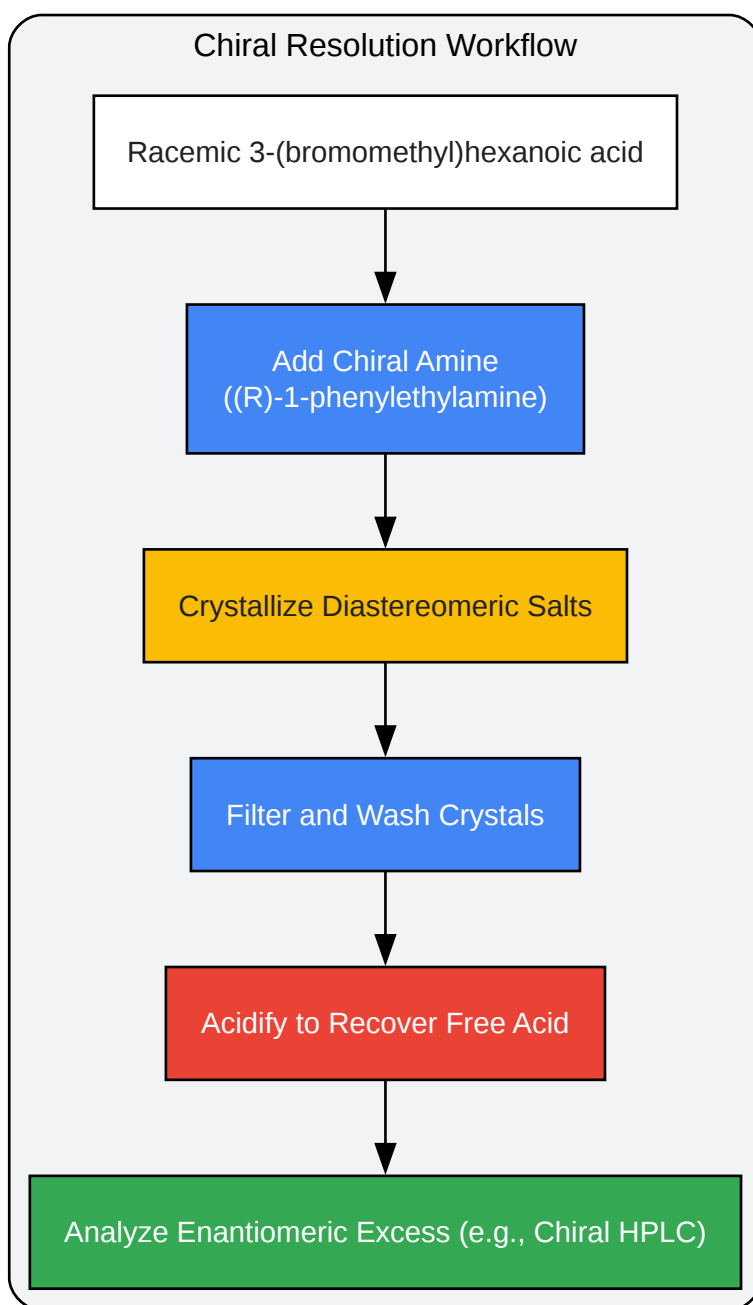 Chiral Resolution Workflow
Racemic 3-(bromomethyl)hexanoic acid
Add Chiral Amine
((R)-1-phenylethylamine)
Crystallize Diastereomeric Salts
Filter and Wash Crystals
Acidify to Recover Free Acid
Analyze Enantiomeric Excess (e.g., Chiral HPLC)